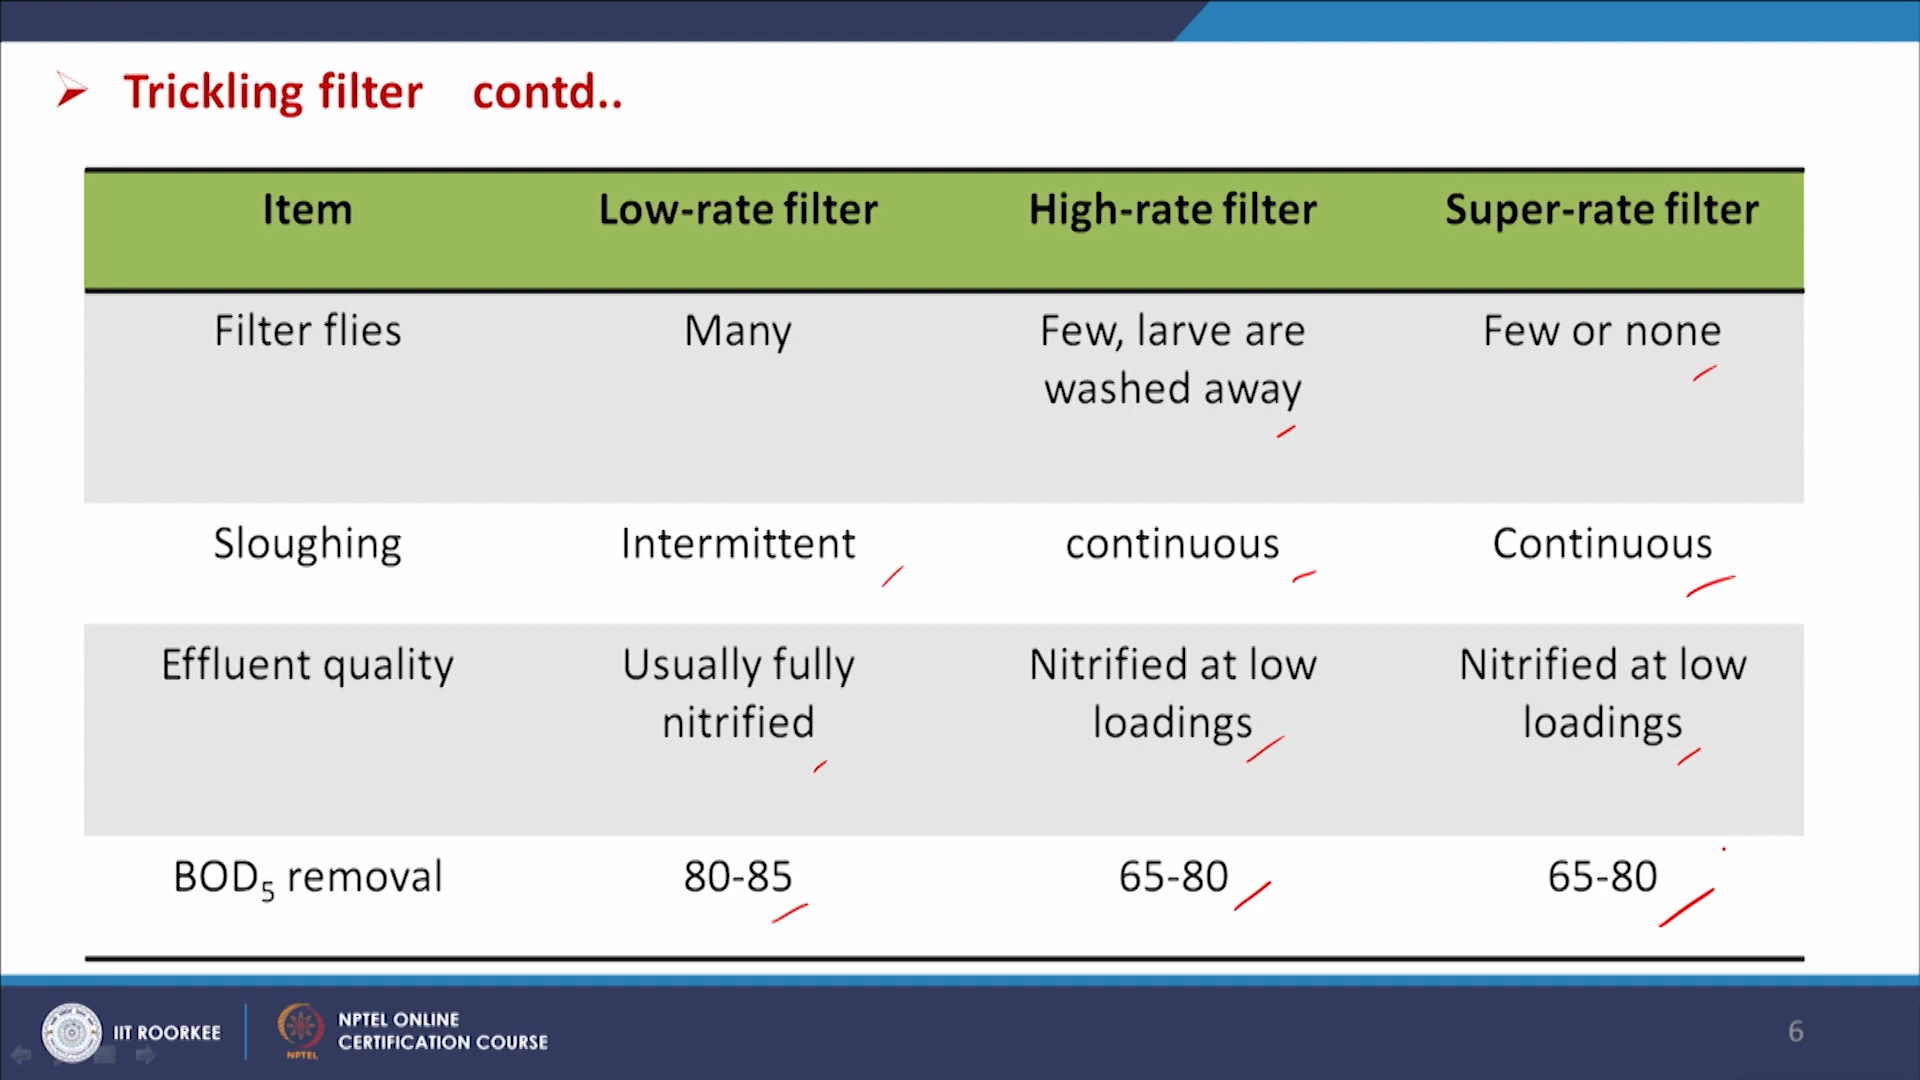 Trickling filter contd..
Item Low-rate filter High-rate filter Super-rate filter
Filter flies Many Few, larve are Few or none
washed away
Sloughing Intermittent continuous Continuous
Effluent quality Usually fully Nitrified at low Nitrified at low
nitrified loadings loadings
BOD5 removal 80-85 65-80 65-80
IIT ROORKEE
NPTEL
NPTEL ONLINE
CERTIFICATION COURSE
6